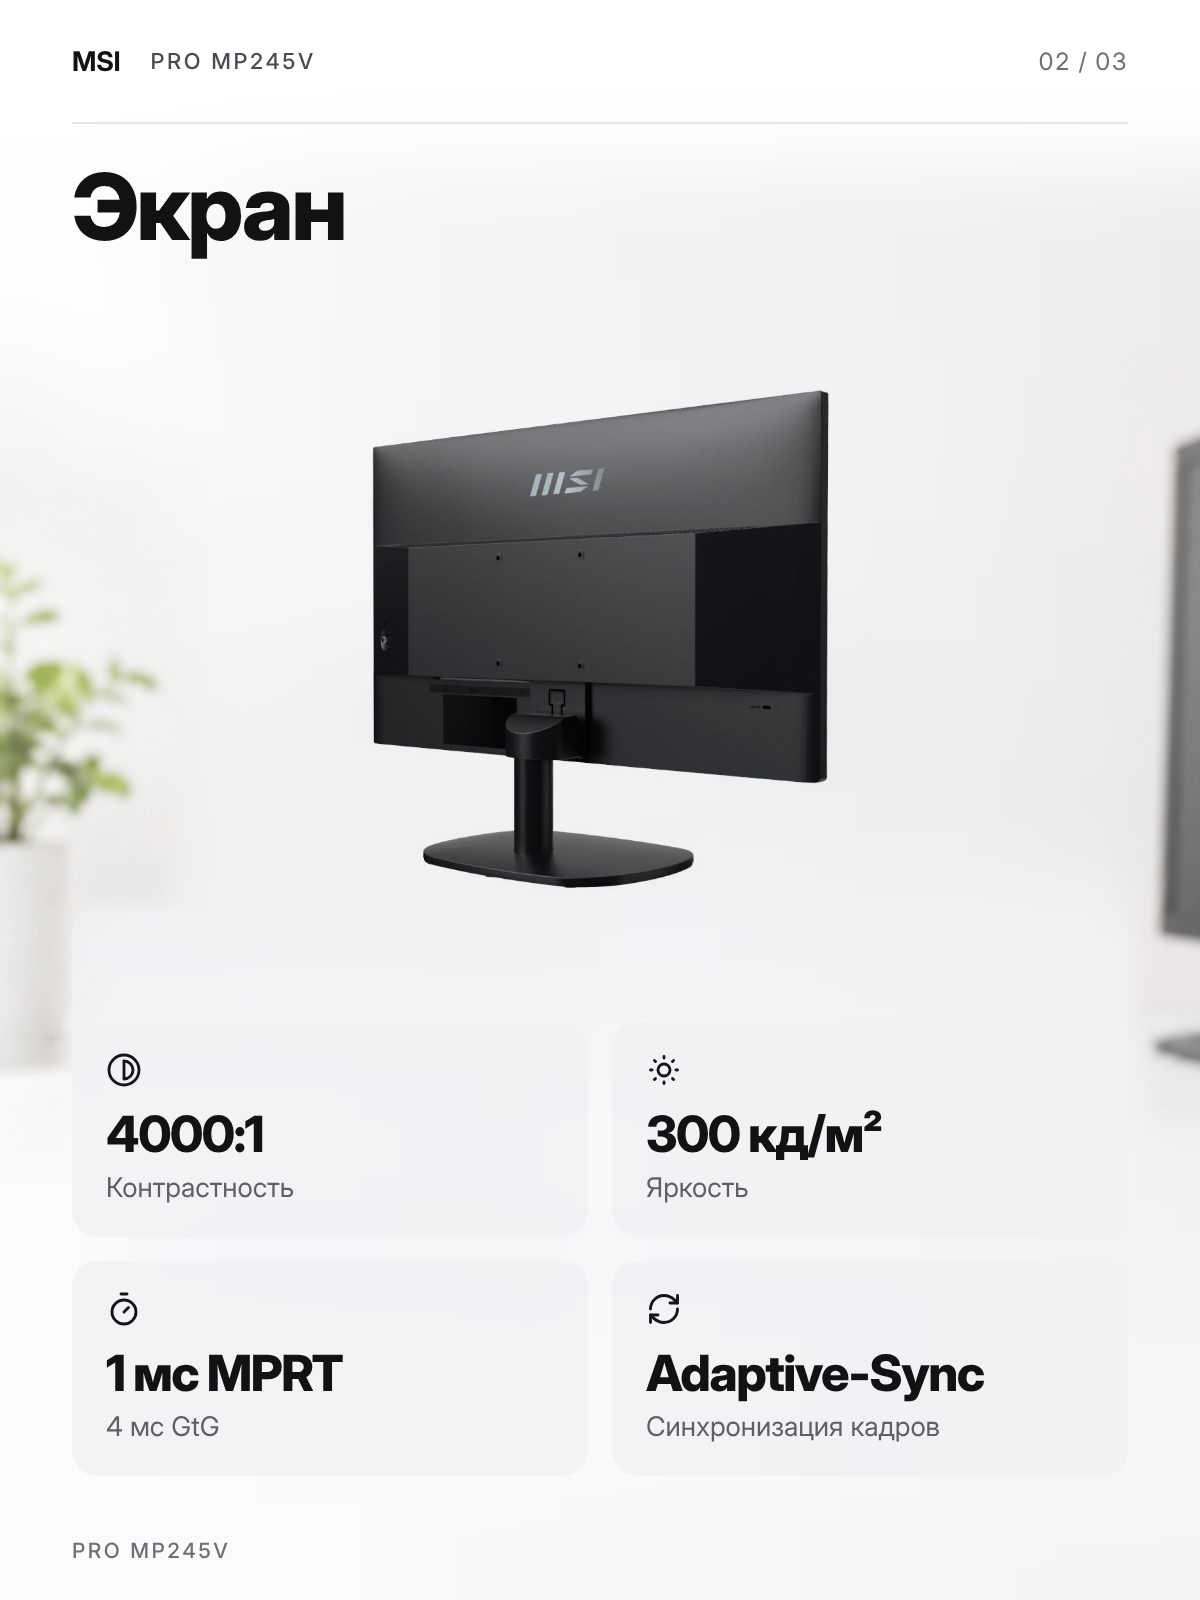 MSI PRO MP245V 02 / 03
Экран
msi
4000:1
Контрастность
300 кд/м²
Яркость
1 мс MPRT
4 мс GtG
Adaptive-Sync
Синхронизация кадров
PRO MP245V